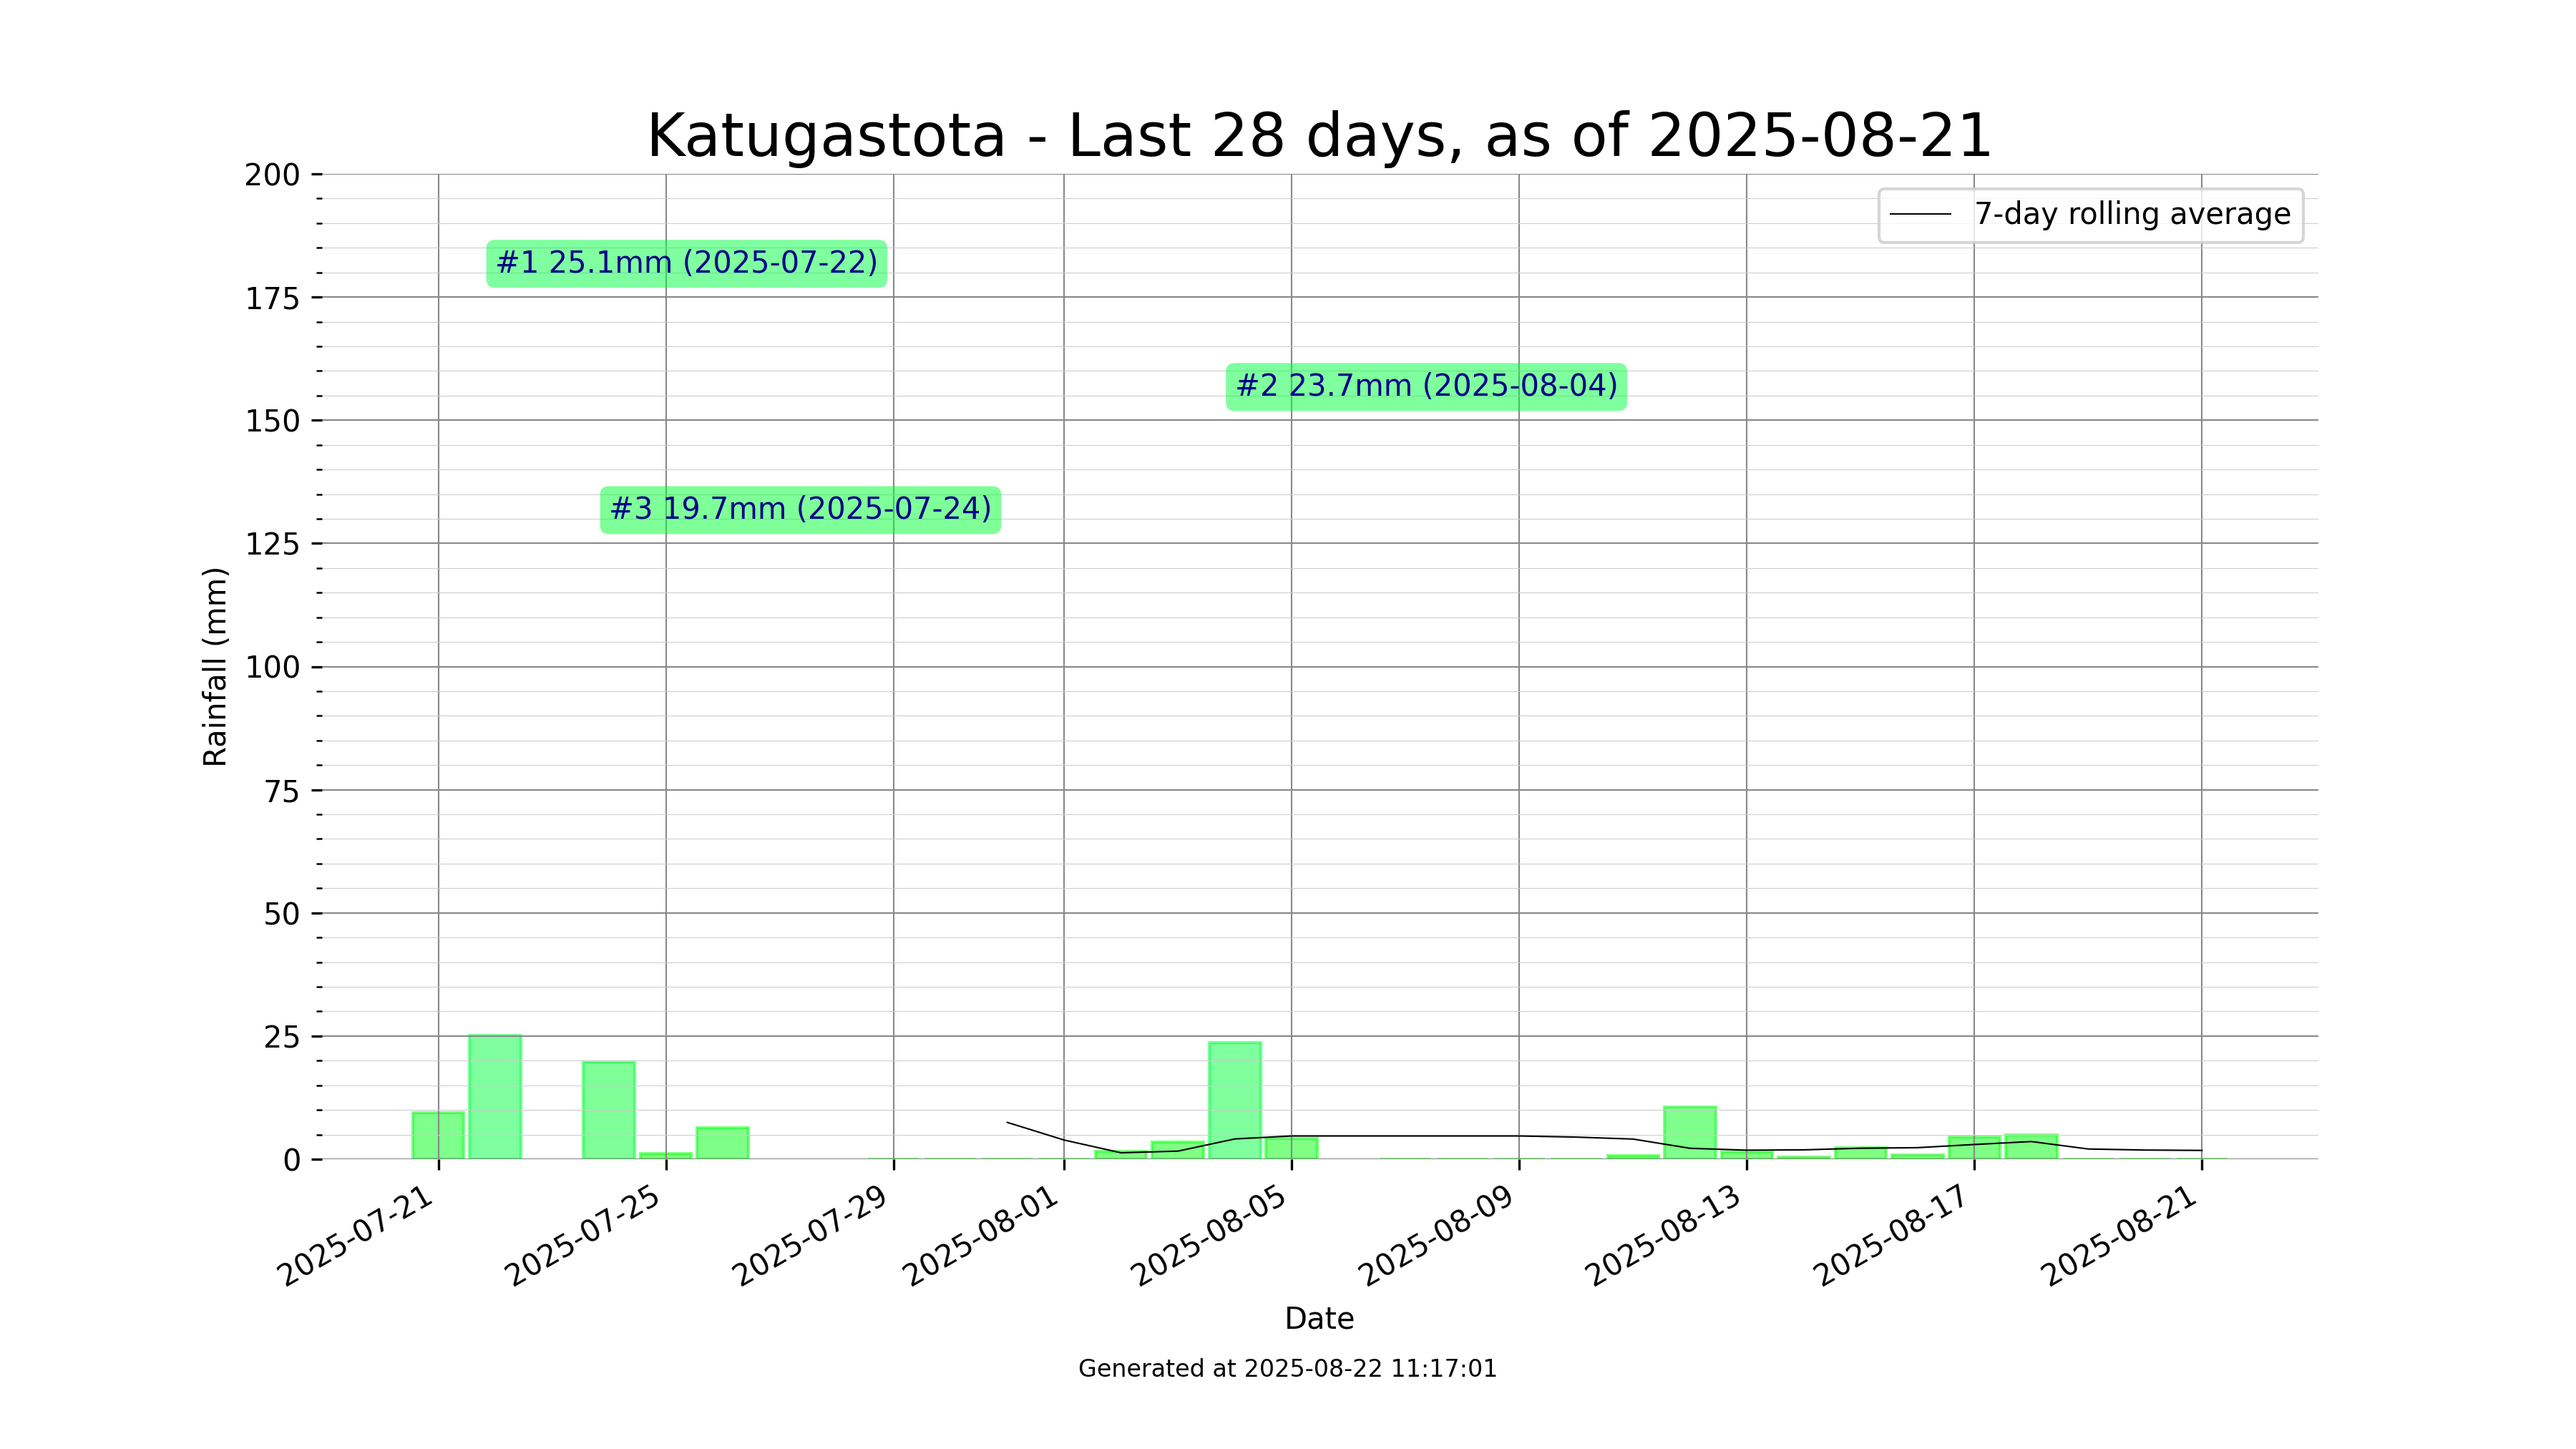 Katugastota - Last 28 days, as of 2025-08-21
7-day rolling average
#1 25.1mm (2025-07-22)
#2 23.7mm (2025-08-04)
#3 19.7mm (2025-07-24)
Rainfall (mm)
200
175
150
125
100
75
50
25
0
2025-07-21
2025-07-25
2025-07-29
2025-08-01
2025-08-05
2025-08-09
2025-08-13
2025-08-17
2025-08-21
Date
Generated at 2025-08-22 11:17:01